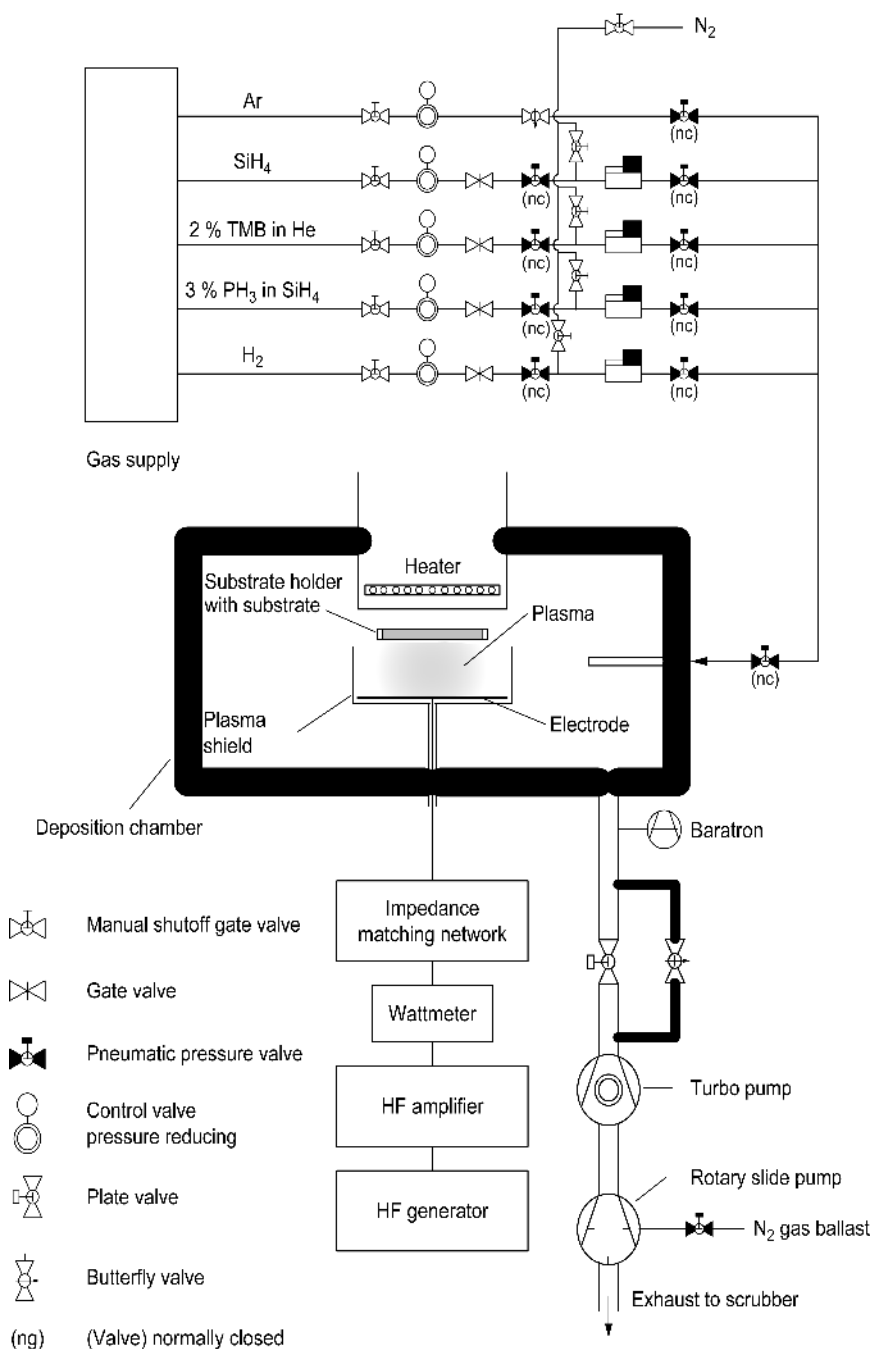 N₂
Ar
(nc)
SiH₄
(nc)
(nc)
2 % TMB in He
(nc)
(nc)
3 % PH₃ in SiH₄
(nc)
(nc)
H₂
(nc)
(nc)
Gas supply
Heater
Substrate holder
with substrate
Plasma
(nc)
Plasma
shield
Electrode
Deposition chamber
Baratron
Impedance
matching network
Manual shutoff gate valve
Gate valve
Wattmeter
Pneumatic pressure valve
Turbo pump
HF amplifier
Control valve
pressure reducing
Rotary slide pump
Plate valve
HF generator
N₂ gas ballast
Butterfly valve
Exhaust to scrubber
(ng) (Valve) normally closed